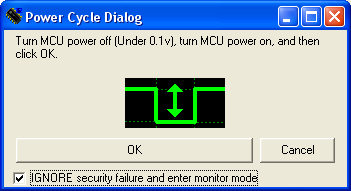 Power Cycle Dialog
Turn MCU power off (Under 0.1v), turn MCU power on, and then
click OK.
OK
Cancel
IGNORE security failure and enter monitor mode